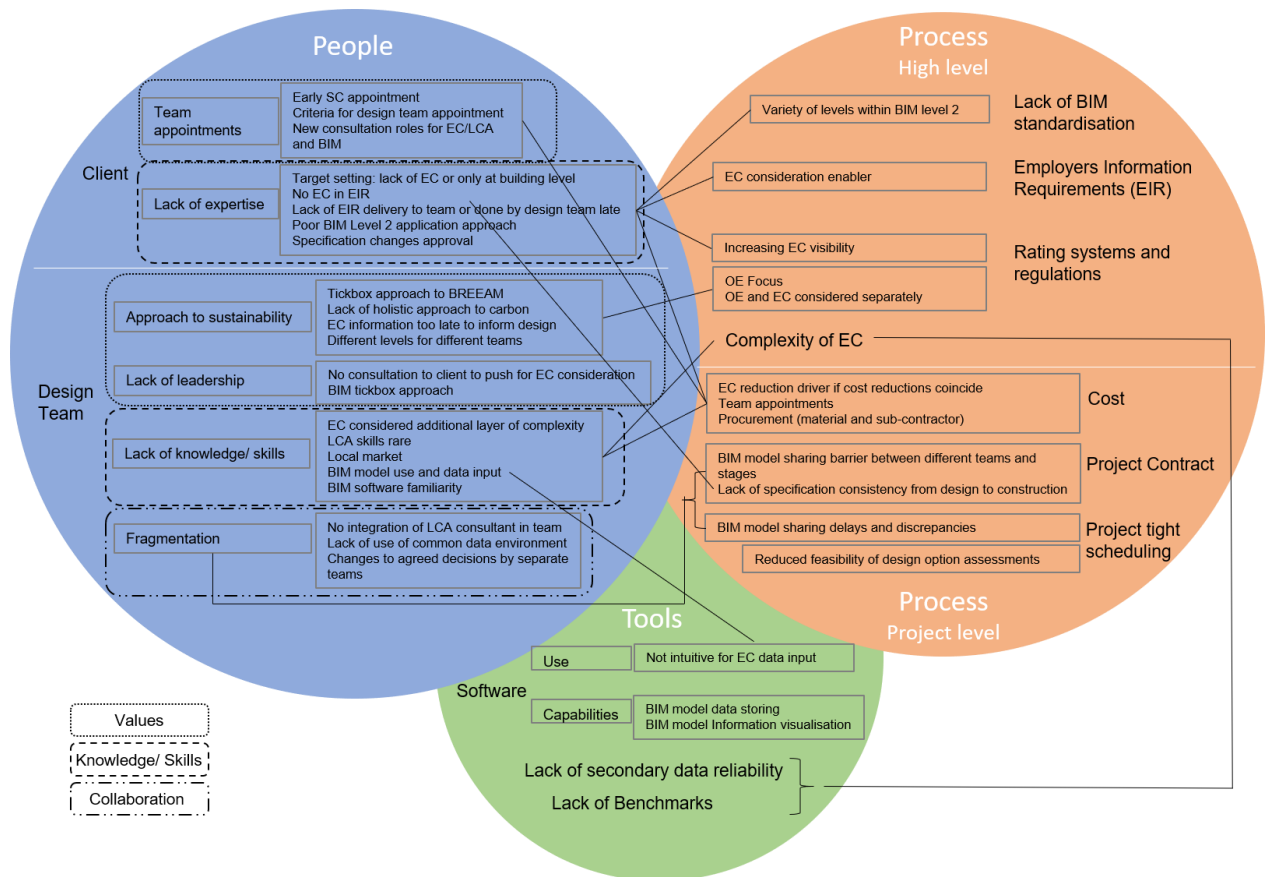 People
Client
Team
appointments
Early SC appointment
Criteria for design team appointment
New consultation roles for EC/LCA
and BIM
Lack of expertise
Target setting: lack of EC or only at building level
No EC in EIR
Lack of EIR delivery to team or done by design team late
Poor BIM Level 2 application approach
Specification changes approval
Design
Team
Approach to sustainability
Tickbox approach to BREEAM
Lack of holistic approach to carbon
EC information too late to inform design
Different levels for different teams
Lack of leadership
No consultation to client to push for EC consideration
BIM tickbox approach
Lack of knowledge/ skills
EC considered additional layer of complexity
LCA skills rare
Local market
BIM model use and data input
BIM software familiarity
Fragmentation
No integration of LCA consultant in team
Lack of use of common data environment
Changes to agreed decisions by separate
teams
Process
High level
Variety of levels within BIM level 2
Lack of BIM
standardisation
EC consideration enabler
Employers Information
Requirements (EIR)
Increasing EC visibility
OE Focus
OE and EC considered separately
Rating systems and
regulations
Complexity of EC
EC reduction driver if cost reductions coincide
Team appointments
Procurement (material and sub-contractor)
Cost
BIM model sharing barrier between different teams and
stages
Lack of specification consistency from design to construction
Project Contract
BIM model sharing delays and discrepancies
Reduced feasibility of design option assessments
Project tight
scheduling
Process
Project level
Tools
Software
Use
Not intuitive for EC data input
Capabilities
BIM model data storing
BIM model Information visualisation
Lack of secondary data reliability
Lack of Benchmarks
Values
Knowledge/ Skills
Collaboration